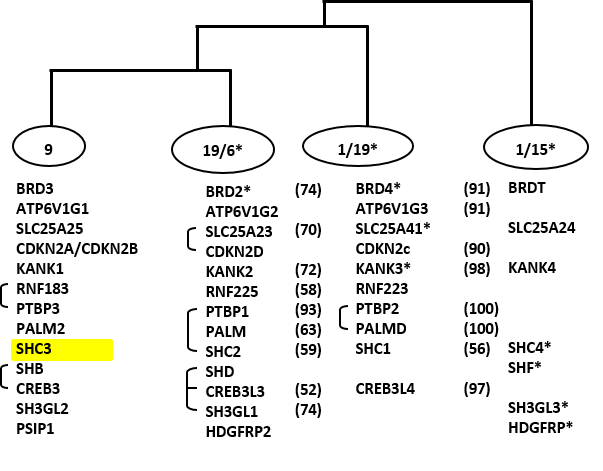 9 19/6* 1/19* 1/15*
BRD3 BRD2* (74) BRD4* (91) BRDT
ATP6V1G1 ATP6V1G2 ATP6V1G3 (91)
SLC25A25 SLC25A23 (70) SLC25A41* SLC25A24
CDKN2A/CDKN2B CDKN2D CDKN2c (90)
KANK1 KANK2 (72) KANK3* (98) KANK4
RNF183 RNF225 (58) RNF223
PTBP3 PTBP1 (93) PTBP2 (100)
PALM2 PALM (63) PALMD (100)
SHC3 SHC2 (59) SHC1 (56) SHC4*
SHB SHD SHF*
CREB3 CREB3L3 (52) CREB3L4 (97)
SH3GL2 SH3GL1 (74) SH3GL3*
PSIP1 HDGFRP2 HDGFRP*